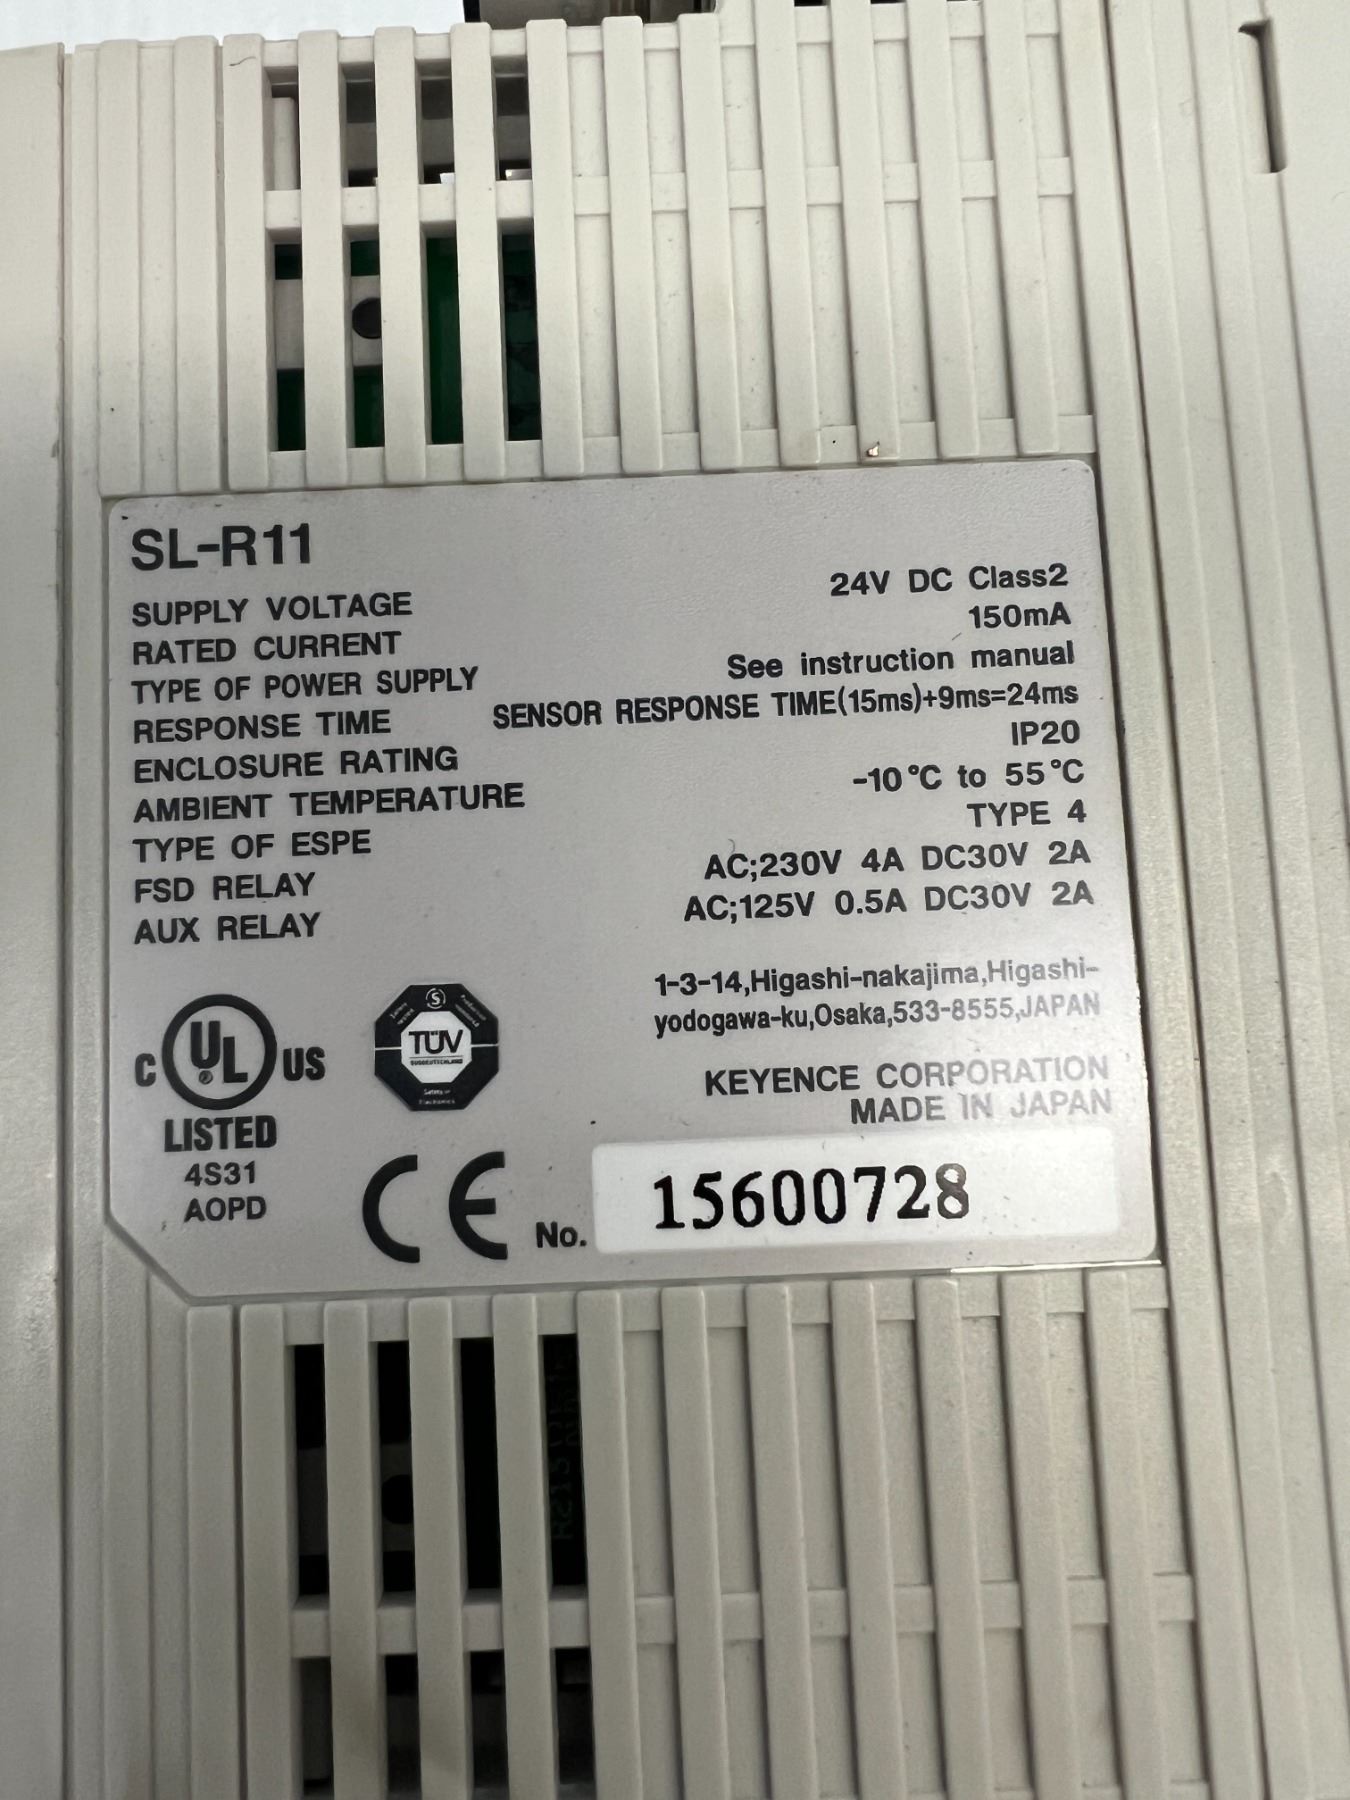 SL-R11
SUPPLY VOLTAGE 24V DC Class2
RATED CURRENT 150mA
TYPE OF POWER SUPPLY See instruction manual
RESPONSE TIME SENSOR RESPONSE TIME(15ms)+9ms=24ms
ENCLOSURE RATING IP20
AMBIENT TEMPERATURE -10°C to 55°C
TYPE OF ESPE TYPE 4
FSD RELAY AC;230V 4A DC30V 2A
AUX RELAY AC;125V 0.5A DC30V 2A
1-3-14,Higashi-nakajima,Higashi-
yodogawa-ku,Osaka,533-8555,JAPAN
KEYENCE CORPORATION
MADE IN JAPAN
C UL ® US
LISTED
4S31
AOPD
S
TÜV
Safety in
Electronics
CE
No. 15600728